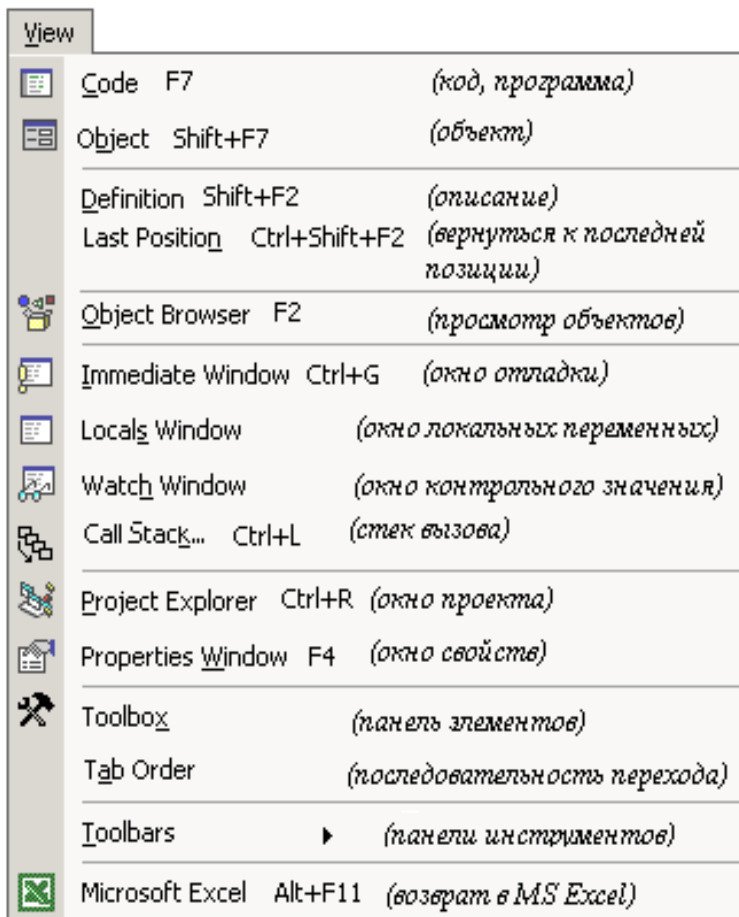 View
Code F7 (код, программа)
Object Shift+F7 (объект)
Definition Shift+F2 (описание)
Last Position Ctrl+Shift+F2 (вернуться к последней
позиции)
Object Browser F2 (просмотр объектов)
Immediate Window Ctrl+G (окно отладки)
Locals Window (окно локальных переменных)
Watch Window (окно контрольного значения)
Call Stack... Ctrl+L (стек вызова)
Project Explorer Ctrl+R (окно проекта)
Properties Window F4 (окно свойств)
Toolbox (панель элементов)
Tab Order (последовательность перехода)
Toolbars (панели инструментов)
Microsoft Excel Alt+F11 (возврат в MS Excel)